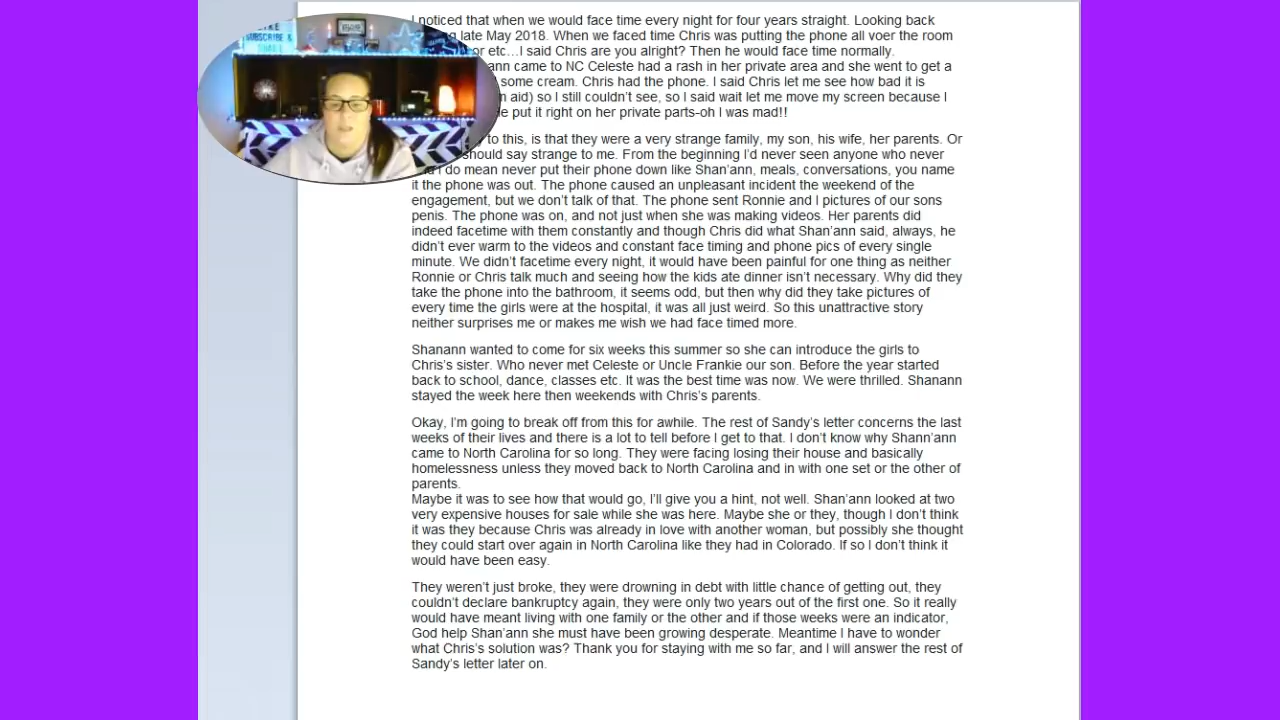 SUBSCRIBE &
I noticed that when we would face time every night for four years straight. Looking back
late May 2018. When we faced time Chris was putting the phone all voer the room
or etc…I said Chris are you alright? Then he would face time normally.
ann came to NC Celeste had a rash in her private area and she went to get a
some cream. Chris had the phone. I said Chris let me see how bad it is
aid) so I still couldn't see, so I said wait let me move my screen because I
put it right on her private parts-oh I was mad!!
to this, is that they were a very strange family, my son, his wife, her parents. Or
should say strange to me. From the beginning I'd never seen anyone who never
and I do mean never put their phone down like Shan'ann, meals, conversations, you name
it the phone was out. The phone caused an unpleasant incident the weekend of the
engagement, but we don't talk of that. The phone sent Ronnie and I pictures of our sons
penis. The phone was on, and not just when she was making videos. Her parents did
indeed facetime with them constantly and though Chris did what Shan'ann said, always, he
didn't ever warm to the videos and constant face timing and phone pics of every single
minute. We didn't facetime every night, it would have been painful for one thing as neither
Ronnie or Chris talk much and seeing how the kids ate dinner isn't necessary. Why did they
take the phone into the bathroom, it seems odd, but then why did they take pictures of
every time the girls were at the hospital, it was all just weird. So this unattractive story
neither surprises me or makes me wish we had face timed more.
Shanann wanted to come for six weeks this summer so she can introduce the girls to
Chris's sister. Who never met Celeste or Uncle Frankie our son. Before the year started
back to school, dance, classes etc. It was the best time was now. We were thrilled. Shanann
stayed the week here then weekends with Chris's parents.
Okay, I'm going to break off from this for awhile. The rest of Sandy's letter concerns the last
weeks of their lives and there is a lot to tell before I get to that. I don't know why Shann'ann
came to North Carolina for so long. They were facing losing their house and basically
homelessness unless they moved back to North Carolina and in with one set or the other of
parents.
Maybe it was to see how that would go, I'll give you a hint, not well. Shan'ann looked at two
very expensive houses for sale while she was here. Maybe she or they, though I don't think
it was they because Chris was already in love with another woman, but possibly she thought
they could start over again in North Carolina like they had in Colorado. If so I don't think it
would have been easy.
They weren't just broke, they were drowning in debt with little chance of getting out, they
couldn't declare bankruptcy again, they were only two years out of the first one. So it really
would have meant living with one family or the other and if those weeks were an indicator,
God help Shan'ann she must have been growing desperate. Meantime I have to wonder
what Chris's solution was? Thank you for staying with me so far, and I will answer the rest of
Sandy's letter later on.